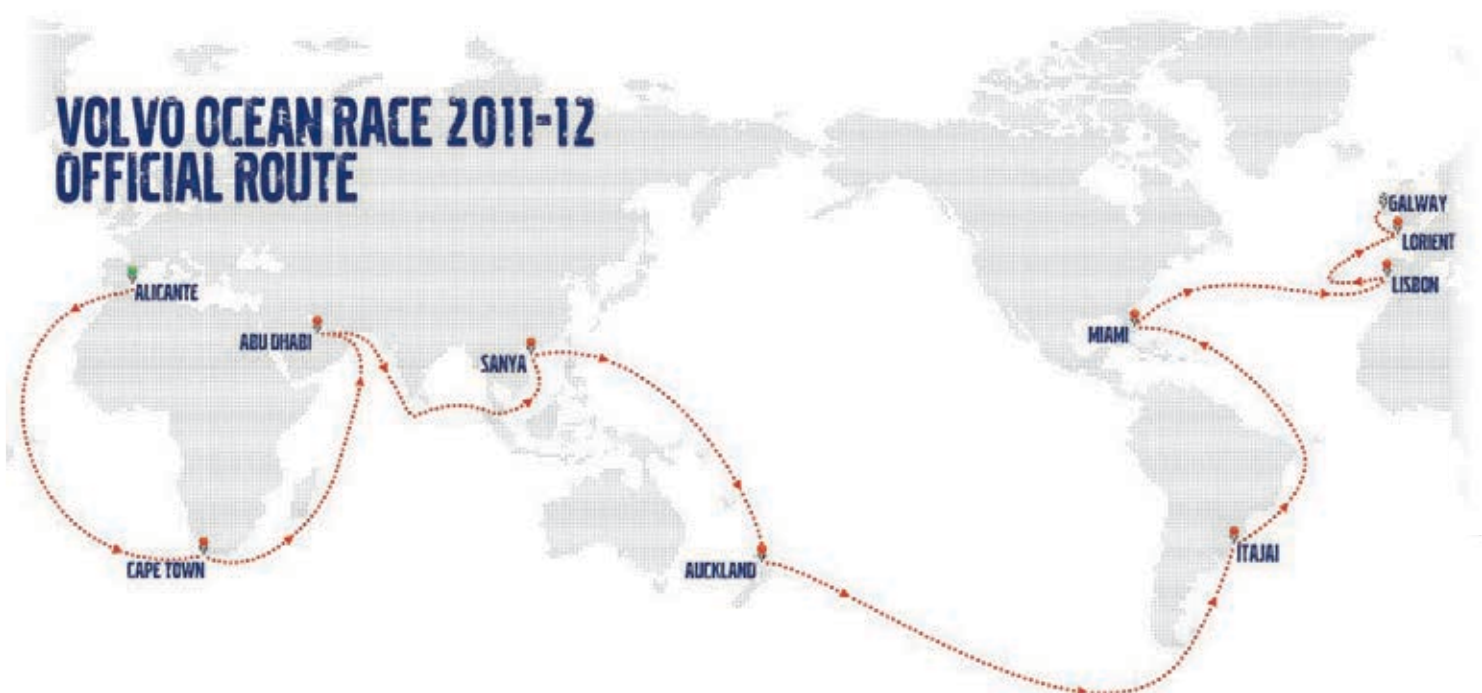 VOLVO OCEAN RACE 2011-12
OFFICIAL ROUTE
GALWAY
LORIENT
LISBON
ALICANTE
ABU DHABI
SANYA
MIAMI
CAPE TOWN
AUCKLAND
ITAJAI